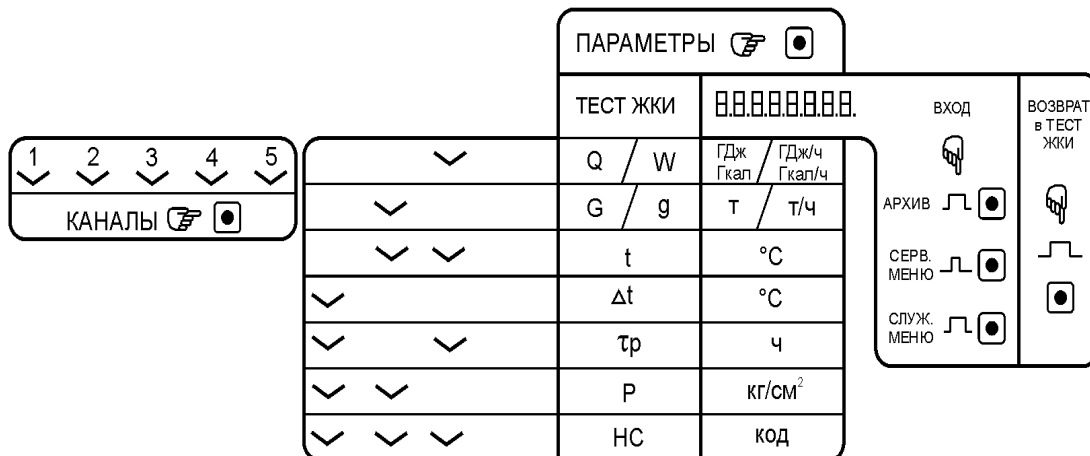 ПАРАМЕТРЫ
ТЕСТ ЖКИ 8.8.8.8.8.8.8.8.
ВХОД
ВОЗВРАТ
в ТЕСТ
ЖКИ
1 2 3 4 5
КАНАЛЫ
Q / W ГДж / ГДж/ч
Гкал / Гкал/ч
G / g т / т/ч
t °C
Δt °C
τр ч
P кг/см²
НС код
АРХИВ
СЕРВ.
МЕНЮ
СЛУЖ.
МЕНЮ